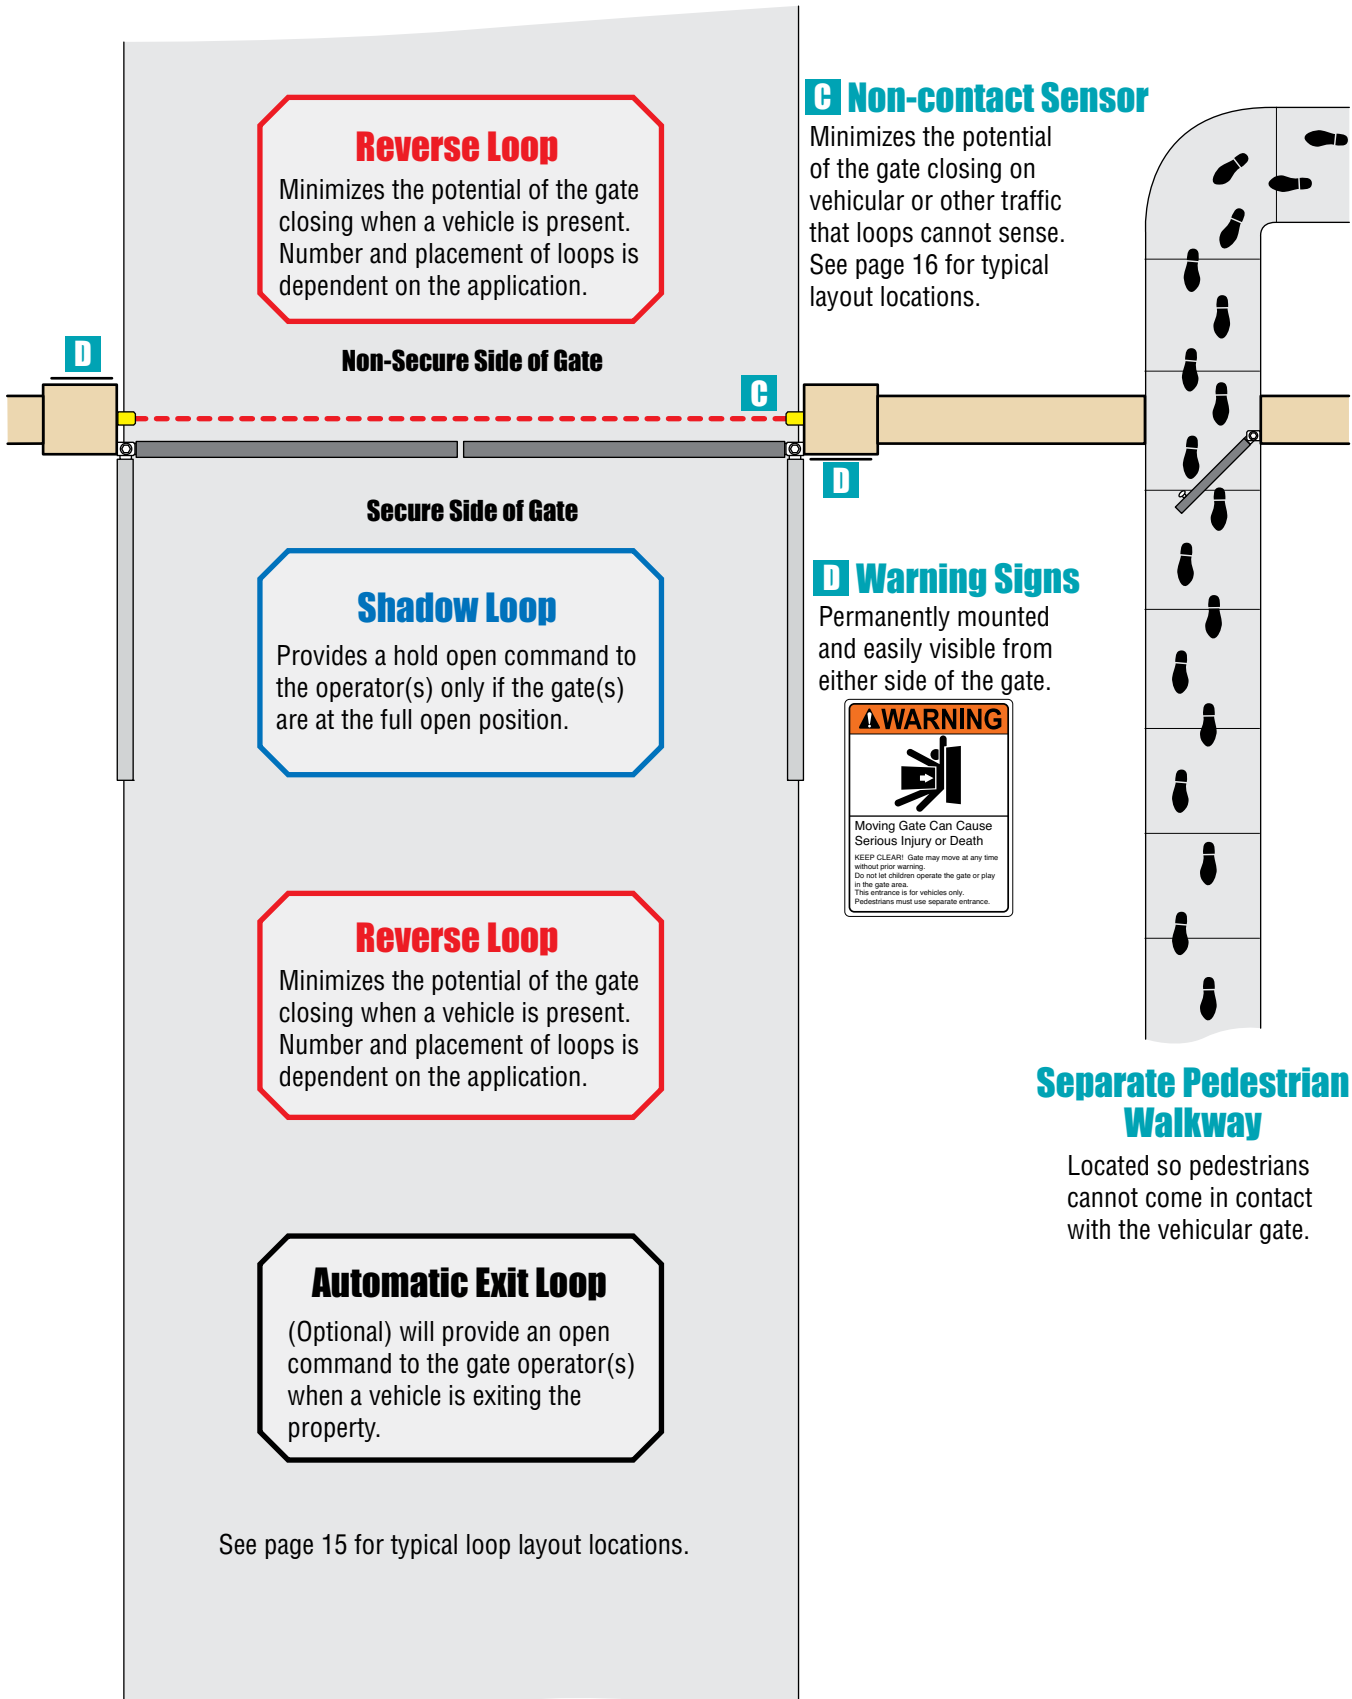 Reverse Loop
Minimizes the potential of the gate
closing when a vehicle is present.
Number and placement of loops is
dependent on the application.
C Non-contact Sensor
Minimizes the potential
of the gate closing on
vehicular or other traffic
that loops cannot sense.
See page 16 for typical
layout locations.
D
Non-Secure Side of Gate
C
D
Secure Side of Gate
Shadow Loop
Provides a hold open command to
the operator(s) only if the gate(s)
are at the full open position.
D Warning Signs
Permanently mounted
and easily visible from
either side of the gate.
WARNING
Moving Gate Can Cause
Serious Injury or Death
KEEP CLEAR! Gate may move at any time
without prior warning.
Do not let children operate the gate or play
in the gate area.
This entrance is for vehicles only.
Pedestrians must use separate entrance.
Reverse Loop
Minimizes the potential of the gate
closing when a vehicle is present.
Number and placement of loops is
dependent on the application.
Separate Pedestrian
Walkway
Located so pedestrians
cannot come in contact
with the vehicular gate.
Automatic Exit Loop
(Optional) will provide an open
command to the gate operator(s)
when a vehicle is exiting the
property.
See page 15 for typical loop layout locations.